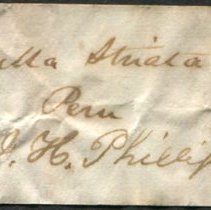 Striata
Peru
J. H. Phillip